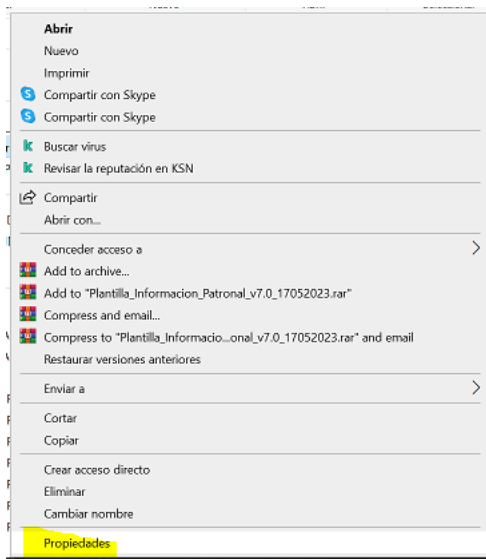 Abrir
Nuevo
Imprimir
Compartir con Skype
Compartir con Skype
Buscar virus
Revisar la reputación en KSN
Compartir
Abrir con...
Conceder acceso a
Add to archive...
Add to "Plantilla_Informacion_Patronal_v7.0_17052023.rar"
Compress and email...
Compress to "Plantilla_Informacio...onal_v7.0_17052023.rar" and email
Restaurar versiones anteriores
Enviar a
Cortar
Copiar
Crear acceso directo
Eliminar
Cambiar nombre
Propiedades